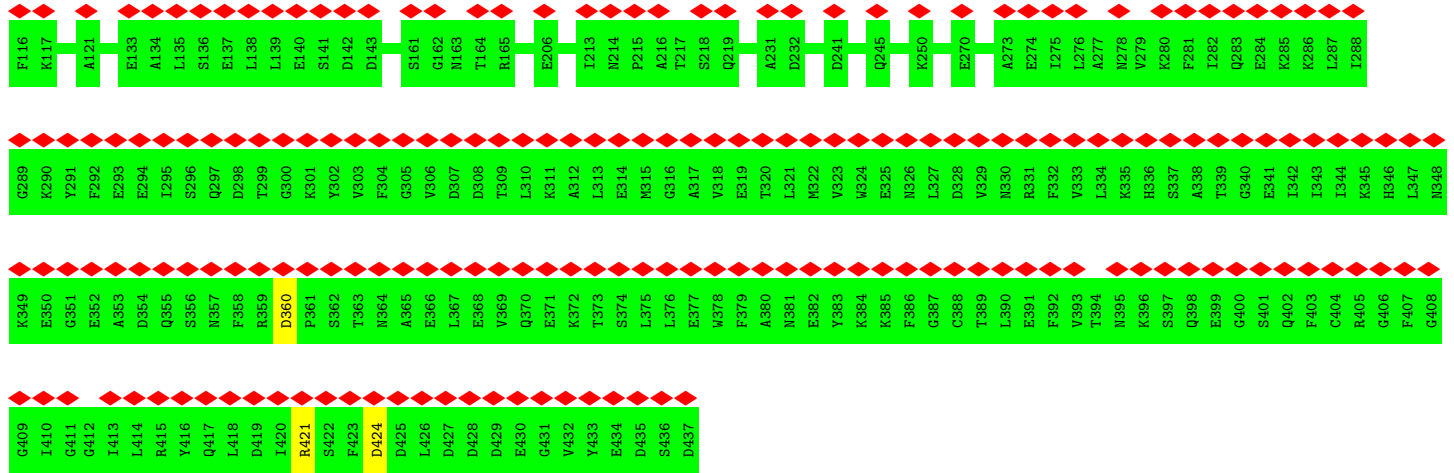 F116 K117 A121 E133 A134 L135 S136 E137 L138 L139 E140 S141 D142 D143 S161 G162 N163 T164 R165 E206 I213 N214 P215 A216 T217 S218 Q219 A231 D232 D241 Q245 K250 E270 A273 E274 I275 L276 A277 N278 V279 K280 F281 I282 Q283 E284 K285 K286 L287 I288
G289 K290 Y291 F292 E293 E294 I295 S296 Q297 D298 T299 G300 K301 Y302 V303 F304 G305 V306 D307 D308 T309 L310 K311 A312 L313 E314 M315 G316 A317 V318 E319 T320 L321 M322 V323 W324 E325 N326 L327 D328 V329 N330 R331 F332 V333 L334 K335 H336 S337 A338 T339 G340 E341 I342 I343 I344 K345 H346 L347 N348
K349 E350 G351 E352 A353 D354 Q355 S356 N357 F358 R359 D360 P361 S362 T363 N364 A365 E366 L367 E368 V369 Q370 E371 K372 T373 S374 L375 L376 E377 W378 F379 A380 N381 E382 Y383 K384 K385 F386 G387 C388 T389 L390 E391 F392 V393 T394 N395 K396 S397 Q398 E399 G400 S401 Q402 F403 C404 R405 G406 F407 G408
G409 I410 G411 G412 I413 L414 R415 Y416 Q417 L418 D419 I420 R421 S422 F423 D424 D425 L426 D427 D428 D429 E430 G431 V432 Y433 E434 D435 S436 D437